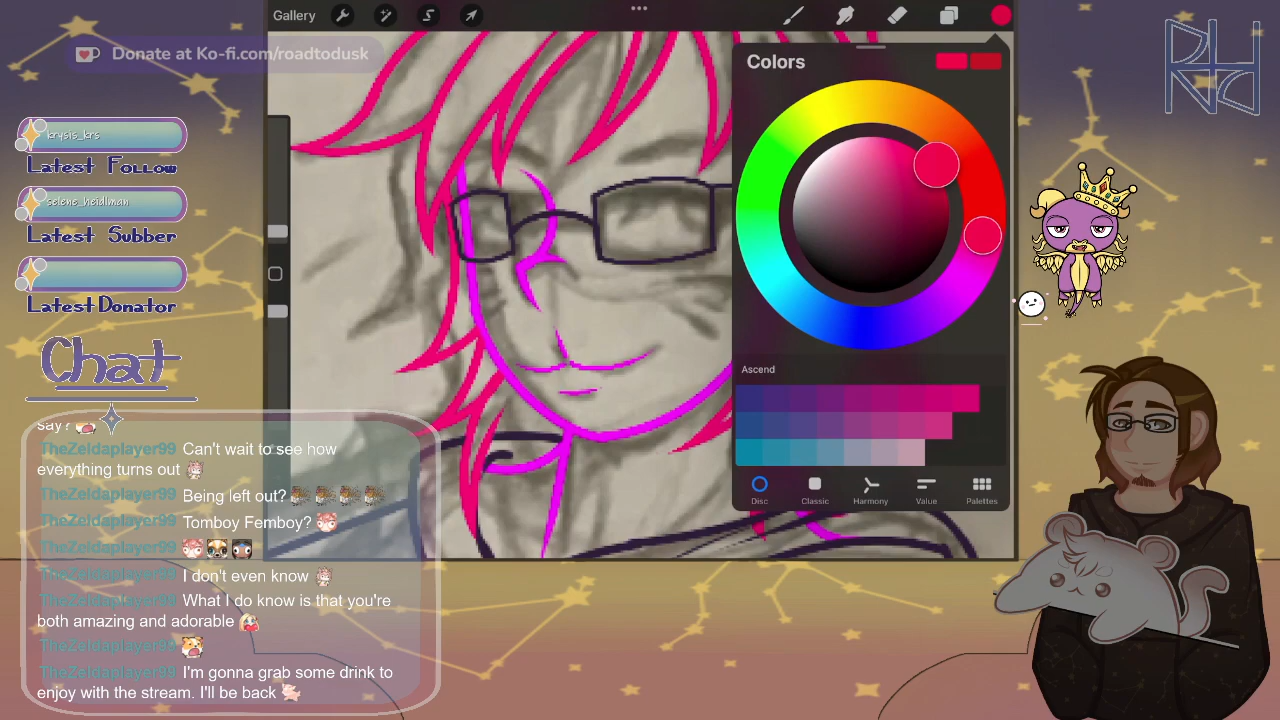 Gallery
Donate at Ko-fi.com/roadtodusk
Colors
krysis_krs
Latest Follow
selene_heidlman
Latest Subber
Latest Donator
Chat
say?
TheZeldaplayer99 Can't wait to see how
everything turns out
TheZeldaplayer99 Being left out?
TheZeldaplayer99 Tomboy Femboy?
TheZeldaplayer99
TheZeldaplayer99 I don't even know
TheZeldaplayer99 What I do know is that you're
both amazing and adorable
TheZeldaplayer99
TheZeldaplayer99 I'm gonna grab some drink to
enjoy with the stream. I'll be back
Ascend
Disc
Classic
Harmony
Value
Palettes